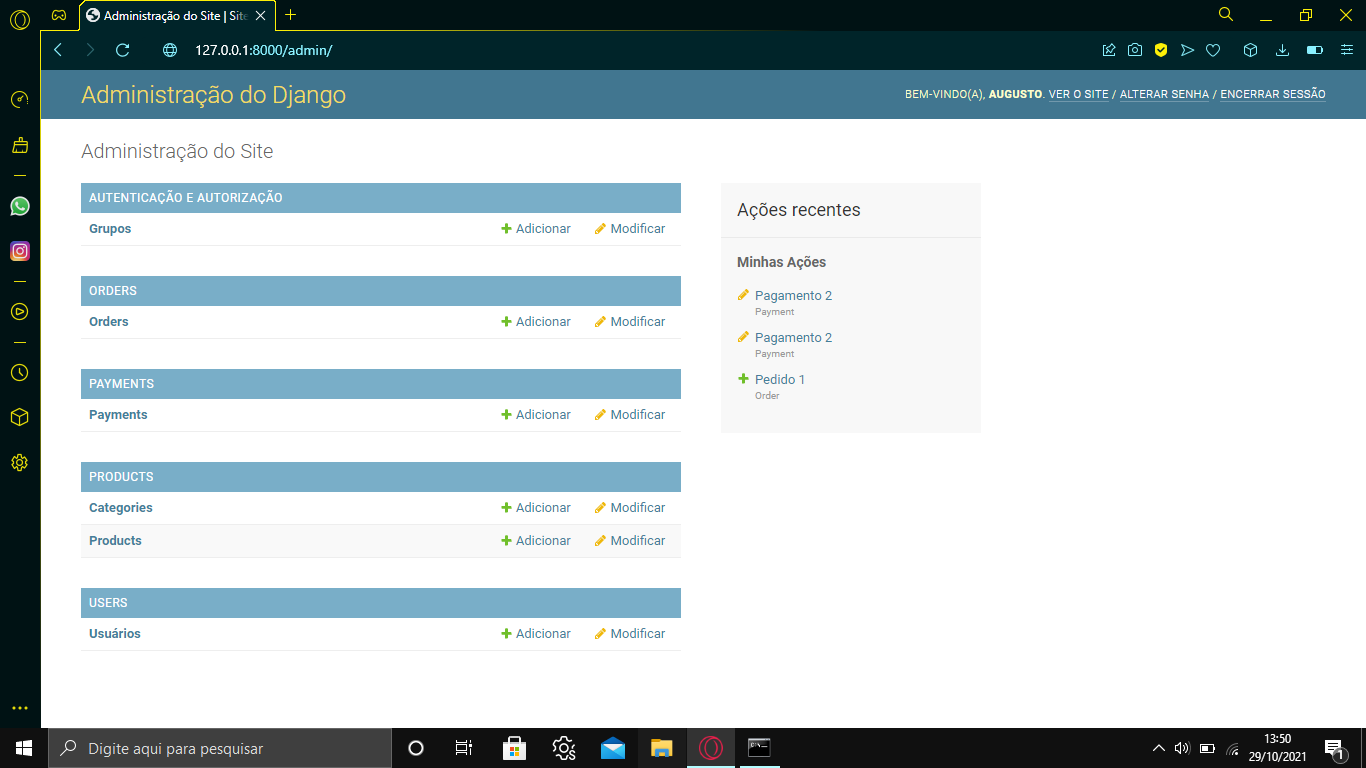 Administração do Site | Site
127.0.0.1:8000/admin/
Administração do Django
BEM-VINDO(A), AUGUSTO. VER O SITE / ALTERAR SENHA / ENCERRAR SESSÃO
Administração do Site
AUTENTICAÇÃO E AUTORIZAÇÃO
Grupos Adicionar Modificar
ORDERS
Orders Adicionar Modificar
PAYMENTS
Payments Adicionar Modificar
PRODUCTS
Categories Adicionar Modificar
Products Adicionar Modificar
USERS
Usuários Adicionar Modificar
Ações recentes
Minhas Ações
Pagamento 2
Payment
Pagamento 2
Payment
Pedido 1
Order
Digite aqui para pesquisar
13:50
29/10/2021
1